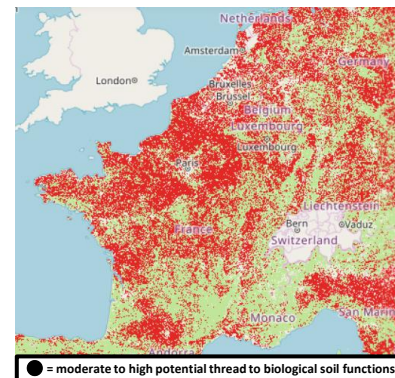 Netherlands
Amsterdam
Germany
London
Bruxelles
Brussel
Belgium
Luxembourg
Luxembourg
Paris
Liechtenstein
Bern
Vaduz
France
Switzerland
Monaco
San Marin
Andorra
= moderate to high potential thread to biological soil functions